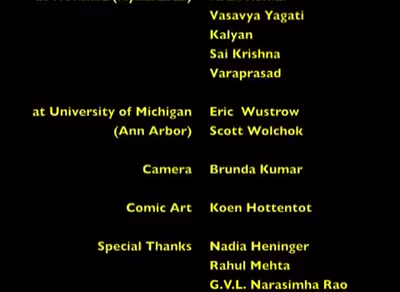 Vasavya Yagati
Kalyan
Sai Krishna
Varaprasad
at University of Michigan Eric Wustrow
(Ann Arbor) Scott Wolchok
Camera Brunda Kumar
Comic Art Koen Hottentot
Special Thanks Nadia Heninger
Rahul Mehta
G.V.L. Narasimha Rao